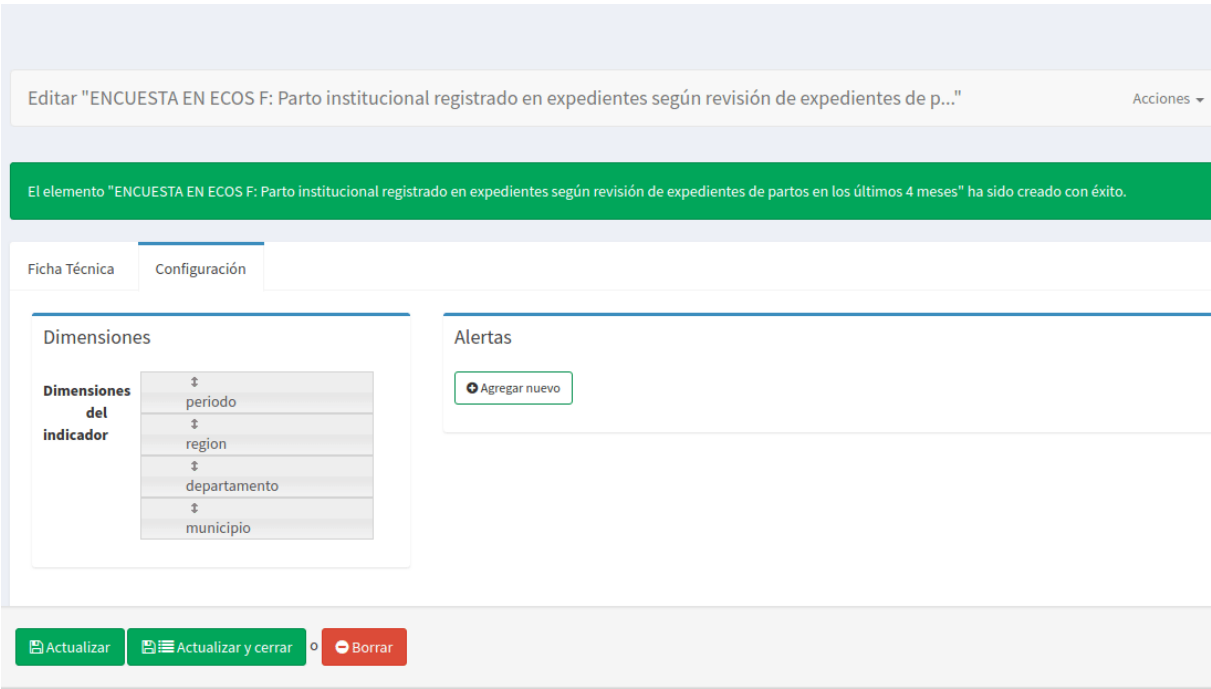 Editar "ENCUESTA EN ECOS F: Parto institucional registrado en expedientes según revisión de expedientes de p..."
Acciones
El elemento "ENCUESTA EN ECOS F: Parto institucional registrado en expedientes según revisión de expedientes de partos en los últimos 4 meses" ha sido creado con éxito.
Ficha Técnica
Configuración
Dimensiones
Dimensiones
del
indicador
periodo
region
departamento
municipio
Alertas
Agregar nuevo
Actualizar
Actualizar y cerrar
o
Borrar